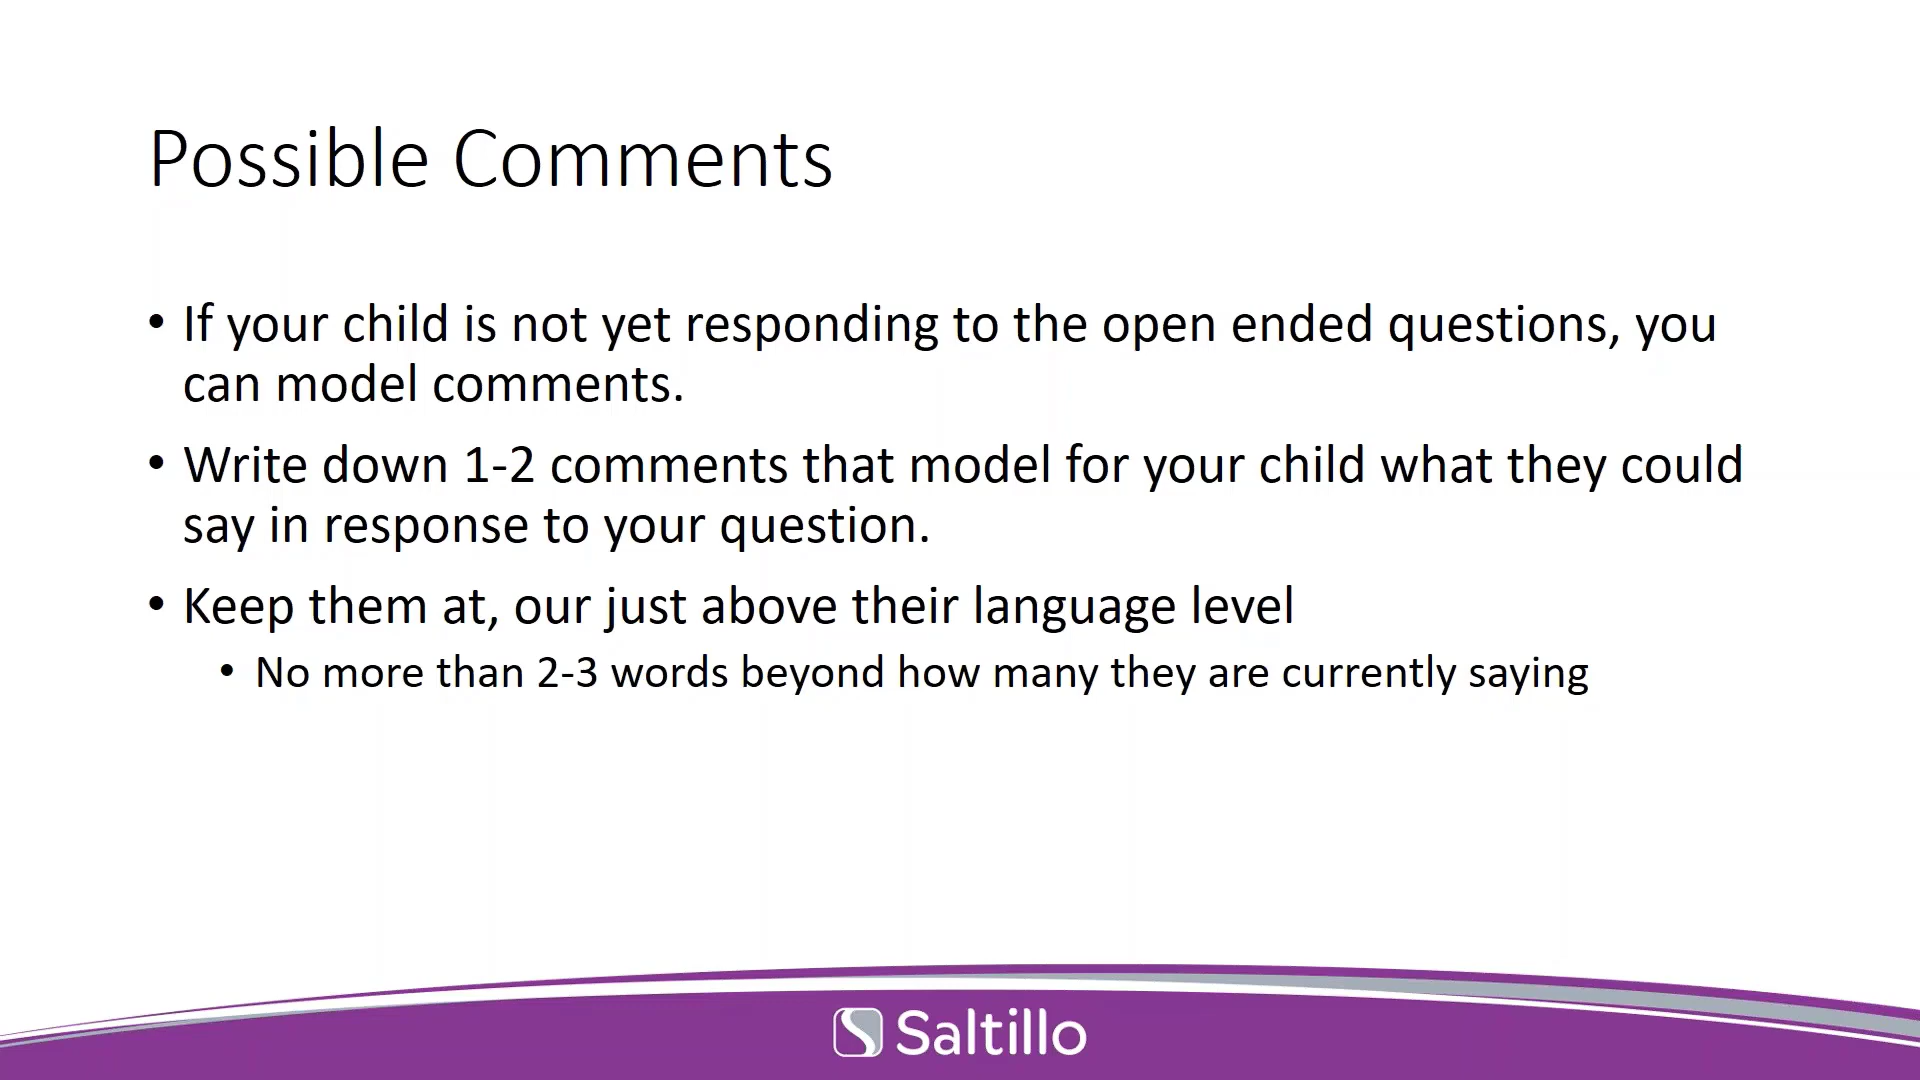 Possible Comments
• If your child is not yet responding to the open ended questions, you
can model comments.
• Write down 1-2 comments that model for your child what they could
say in response to your question.
• Keep them at, our just above their language level
• No more than 2-3 words beyond how many they are currently saying
Saltillo